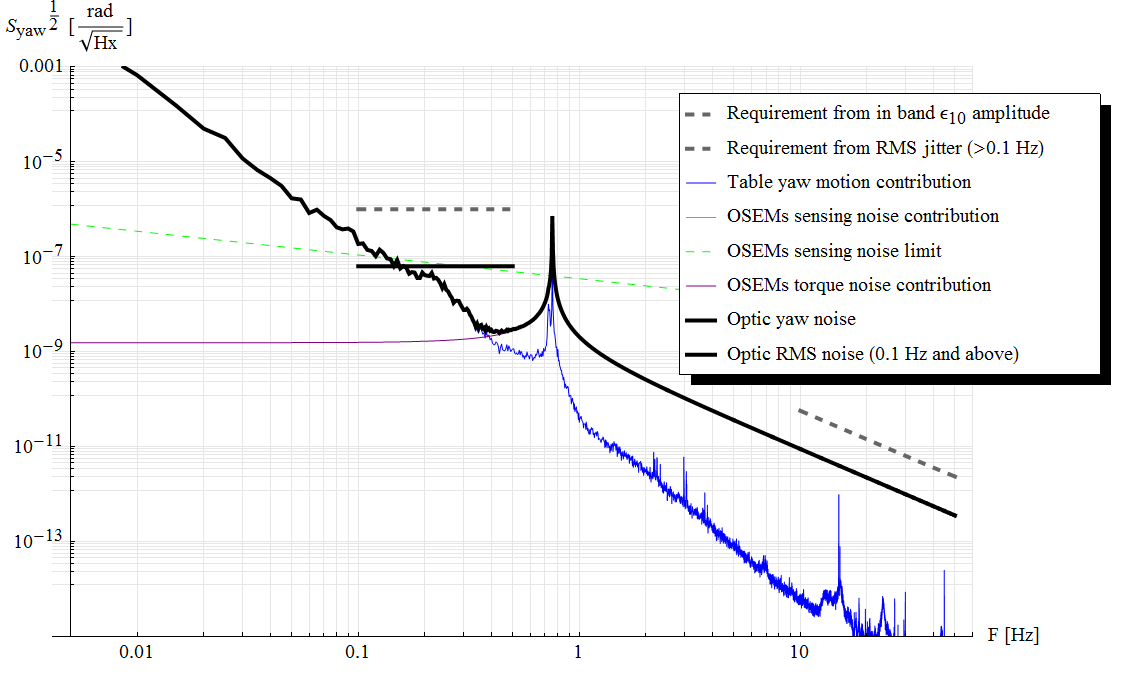 S_yaw^(1/2) [rad/√Hx]
0.001
10^-5
10^-7
10^-9
10^-11
10^-13
0.01 0.1 1 10
F [Hz]
Requirement from in band ϵ_10 amplitude
Requirement from RMS jitter (>0.1 Hz)
Table yaw motion contribution
OSEMs sensing noise contribution
OSEMs sensing noise limit
OSEMs torque noise contribution
Optic yaw noise
Optic RMS noise (0.1 Hz and above)